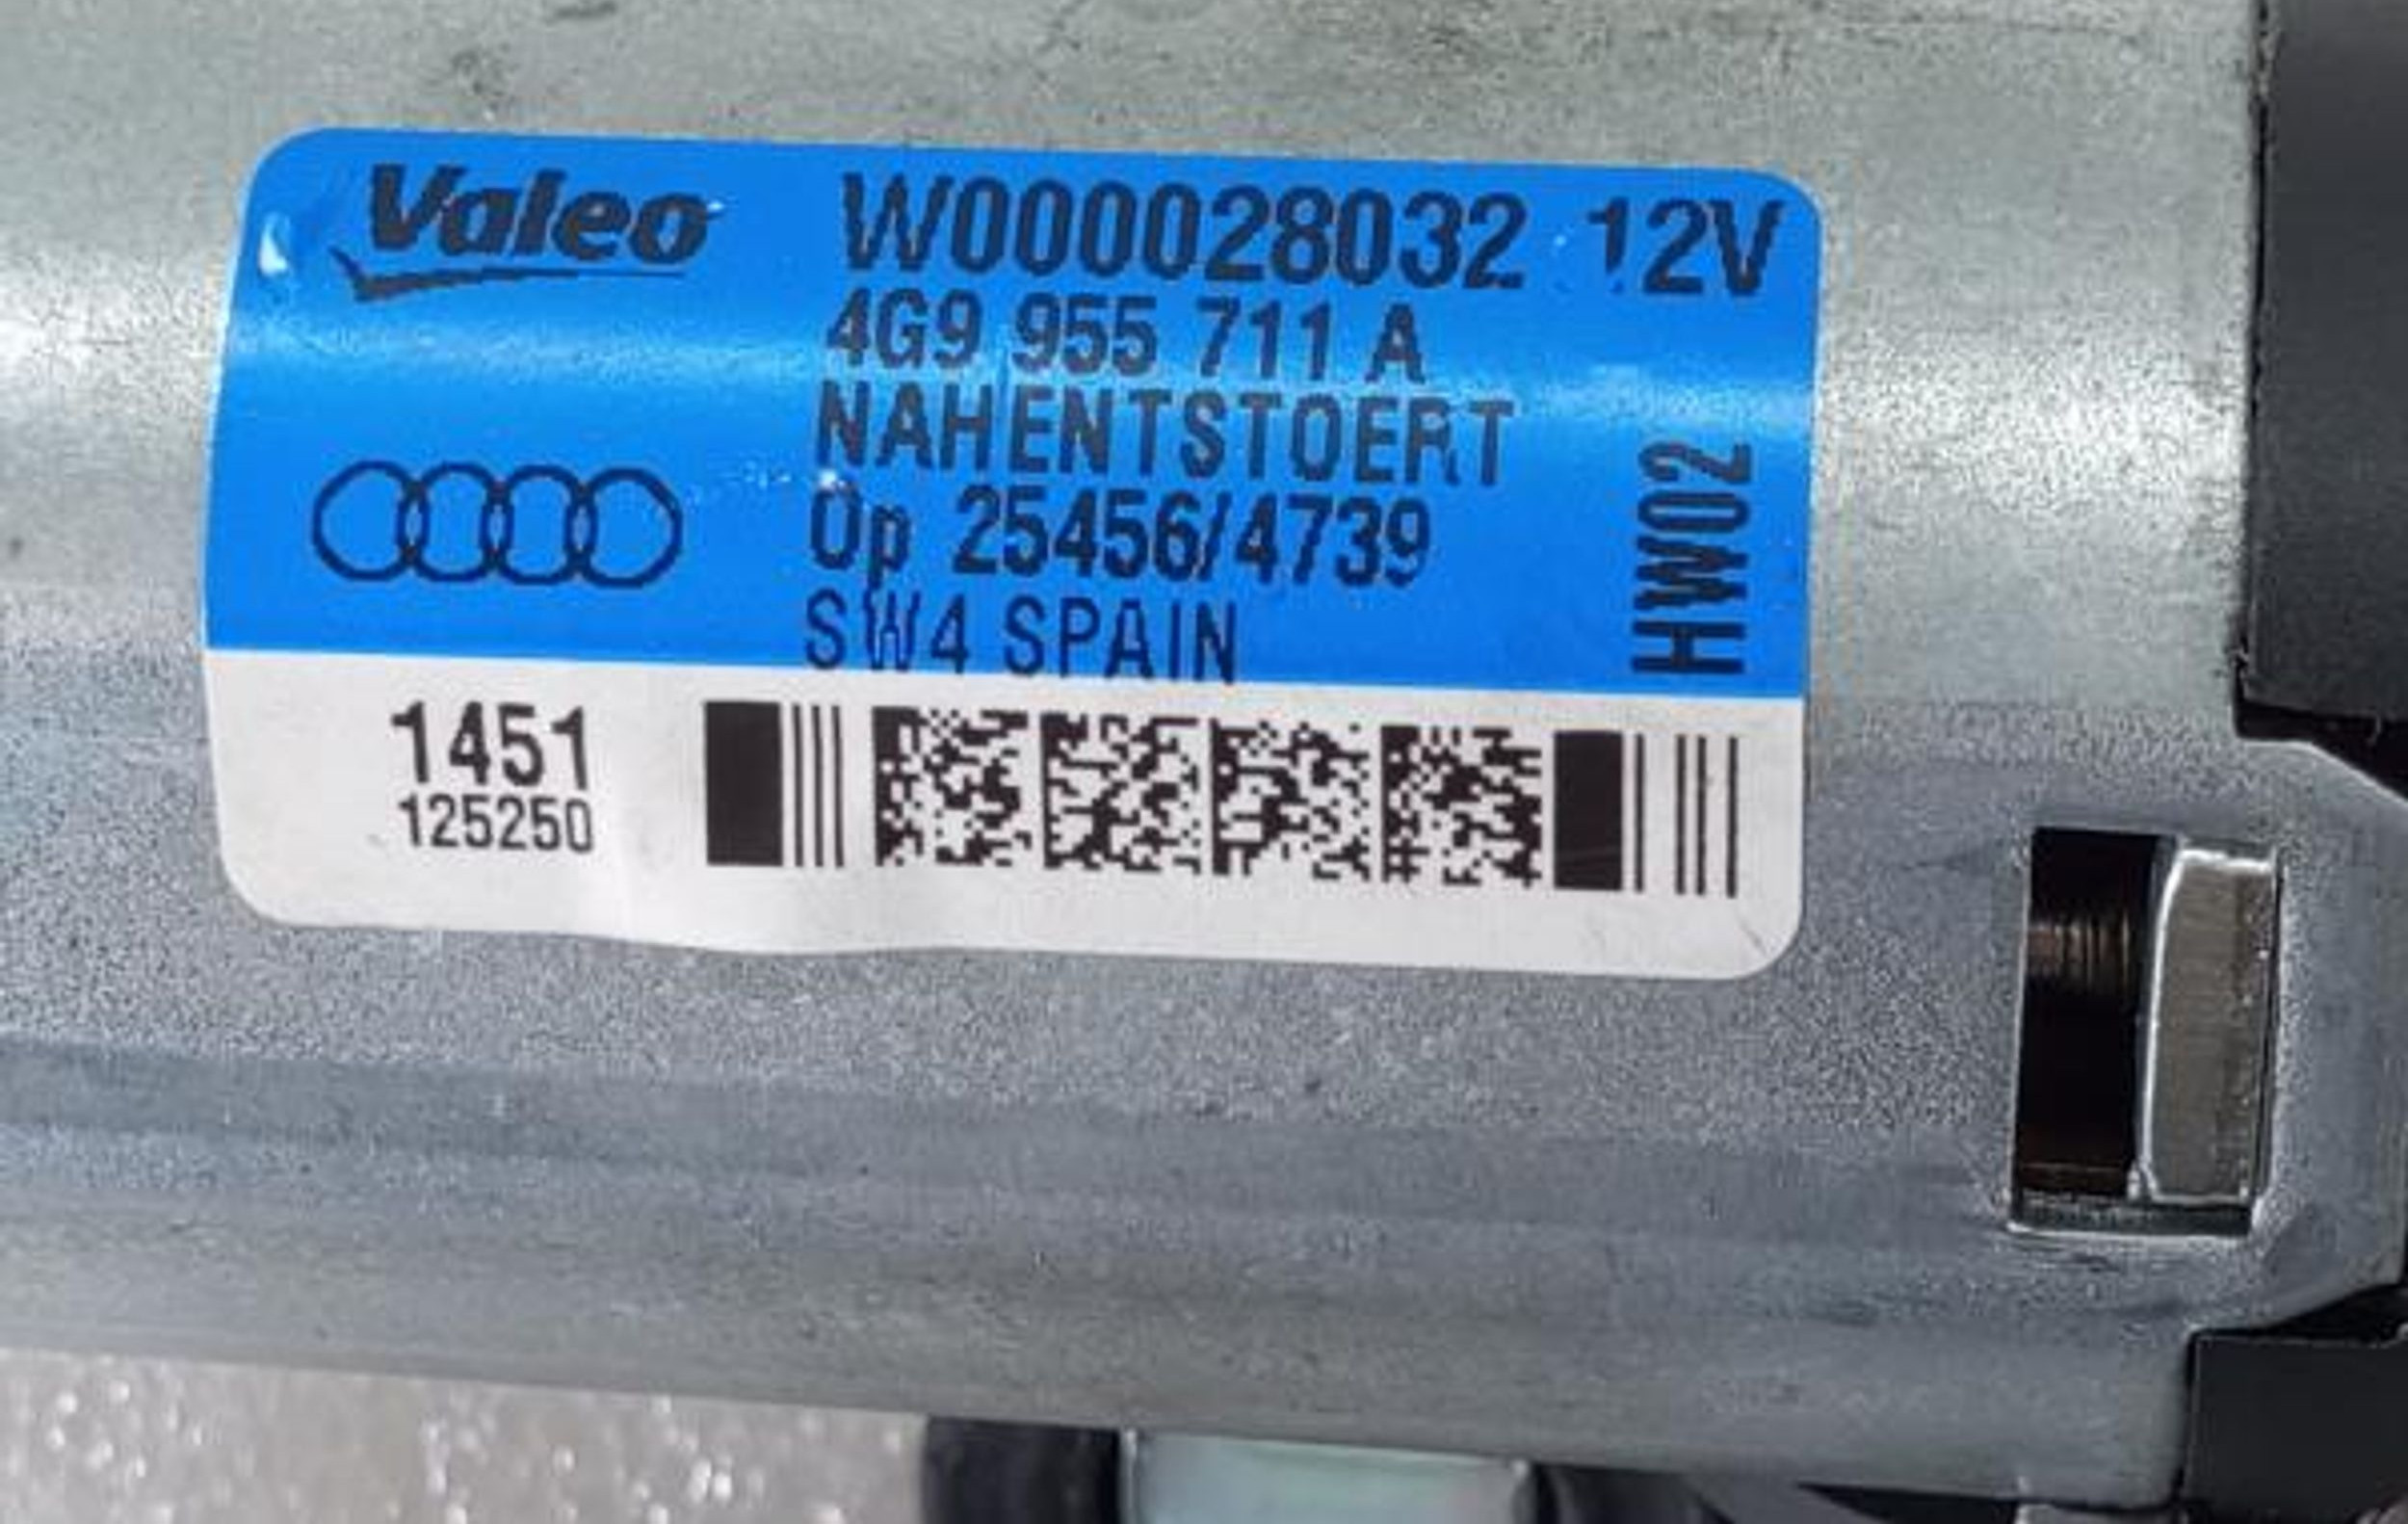 Valeo W000028032 12V
4G9 955 711 A
NAHENTSTOERT
Op 25456/4739
SW4 SPAIN
HW02
1451
125250